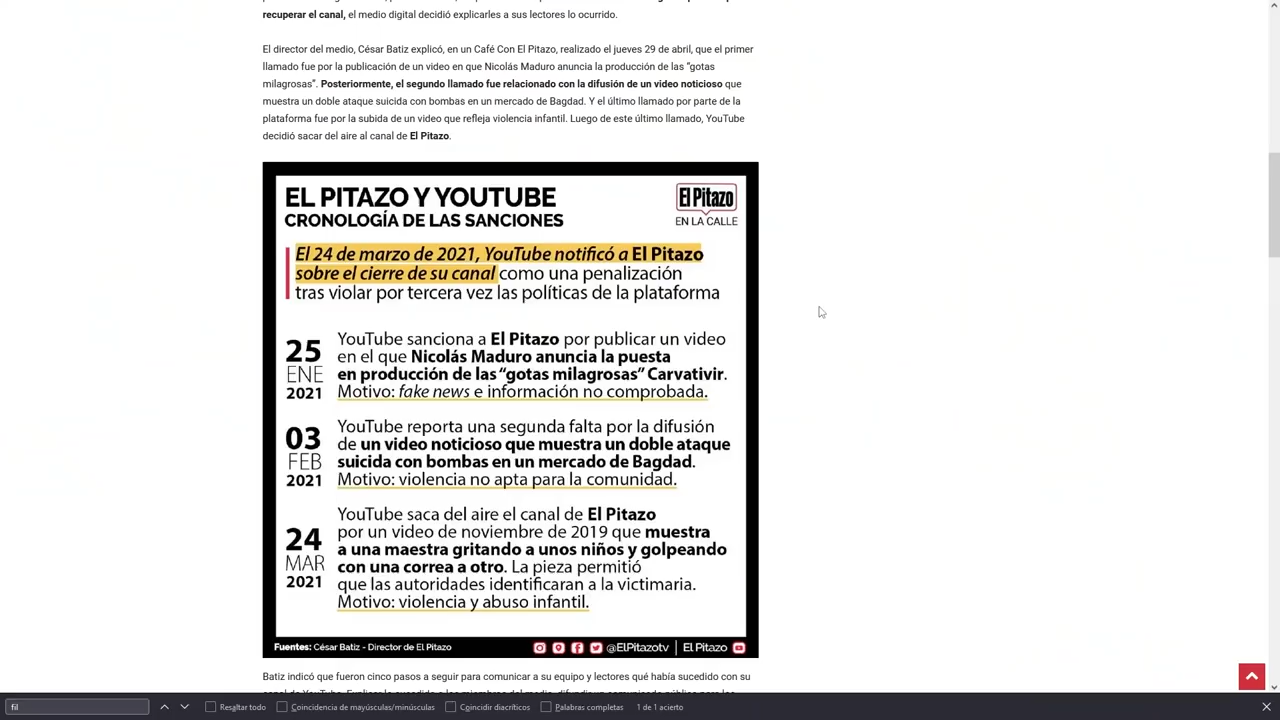 recuperar el canal, el medio digital decidió explicarles a sus lectores lo ocurrido.
El director del medio, César Batiz explicó, en un Café Con El Pitazo, realizado el jueves 29 de abril, que el primer
llamado fue por la publicación de un video en que Nicolás Maduro anuncia la producción de las “gotas
milagrosas”. Posteriormente, el segundo llamado fue relacionado con la difusión de un video noticioso que
muestra un doble ataque suicida con bombas en un mercado de Bagdad. Y el último llamado por parte de la
plataforma fue por la subida de un video que refleja violencia infantil. Luego de este último llamado, YouTube
decidió sacar del aire al canal de El Pitazo.
EL PITAZO Y YOUTUBE
CRONOLOGÍA DE LAS SANCIONES
El Pitazo
EN LA CALLE
El 24 de marzo de 2021, YouTube notificó a El Pitazo
sobre el cierre de su canal como una penalización
tras violar por tercera vez las políticas de la plataforma
25
ENE
2021
YouTube sanciona a El Pitazo por publicar un video
en el que Nicolás Maduro anuncia la puesta
en producción de las “gotas milagrosas” Carvativir.
Motivo: fake news e información no comprobada.
03
FEB
2021
YouTube reporta una segunda falta por la difusión
de un video noticioso que muestra un doble ataque
suicida con bombas en un mercado de Bagdad.
Motivo: violencia no apta para la comunidad.
24
MAR
2021
YouTube saca del aire el canal de El Pitazo
por un video de noviembre de 2019 que muestra
a una maestra gritando a unos niños y golpeando
con una correa a otro. La pieza permitió
que las autoridades identificaran a la victimaria.
Motivo: violencia y abuso infantil.
Fuentes: César Batiz - Director de El Pitazo
@ElPitazotv | El Pitazo
Batiz indicó que fueron cinco pasos a seguir para comunicar a su equipo y lectores qué había sucedido con su
fil
Resaltar todo
Coincidencia de mayúsculas/minúsculas
Coincidir diacríticos
Palabras completas
1 de 1 acierto